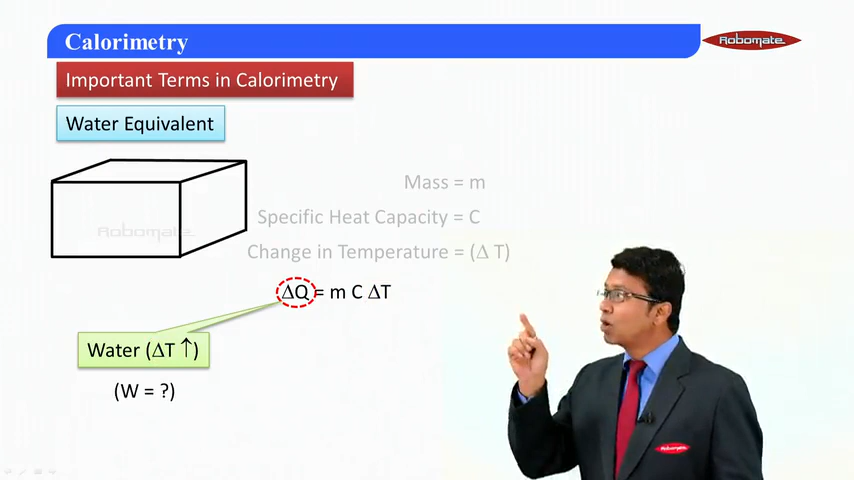 Calorimetry
Robomate
Important Terms in Calorimetry
Water Equivalent
Mass = m
Robomate
Specific Heat Capacity = C
Change in Temperature = (Δ T)
ΔQ = m C ΔT
Water (ΔT ↑)
(W = ?)
Robomate